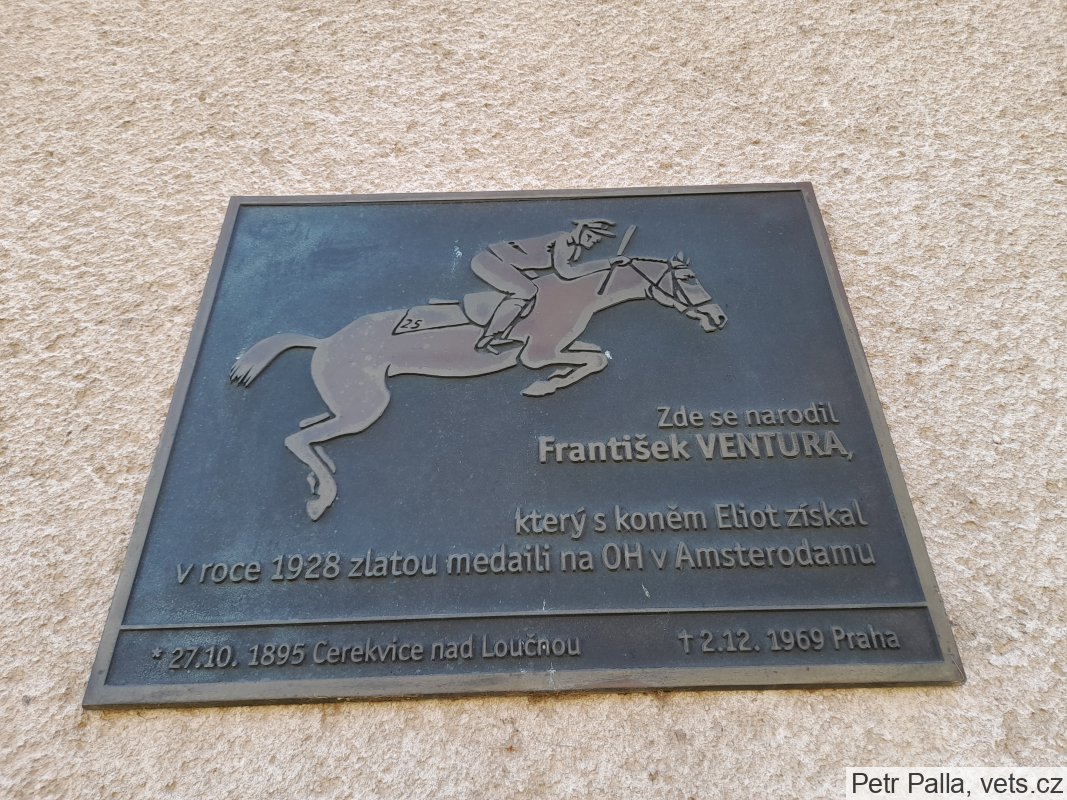 25
Zde se narodil
František VENTURA,
který s koněm Eliot získal
v roce 1928 zlatou medaili na OH v Amsterodamu
* 27.10. 1895 Cerekvice nad Loučnou
† 2.12. 1969 Praha
Petr Palla, vets.cz